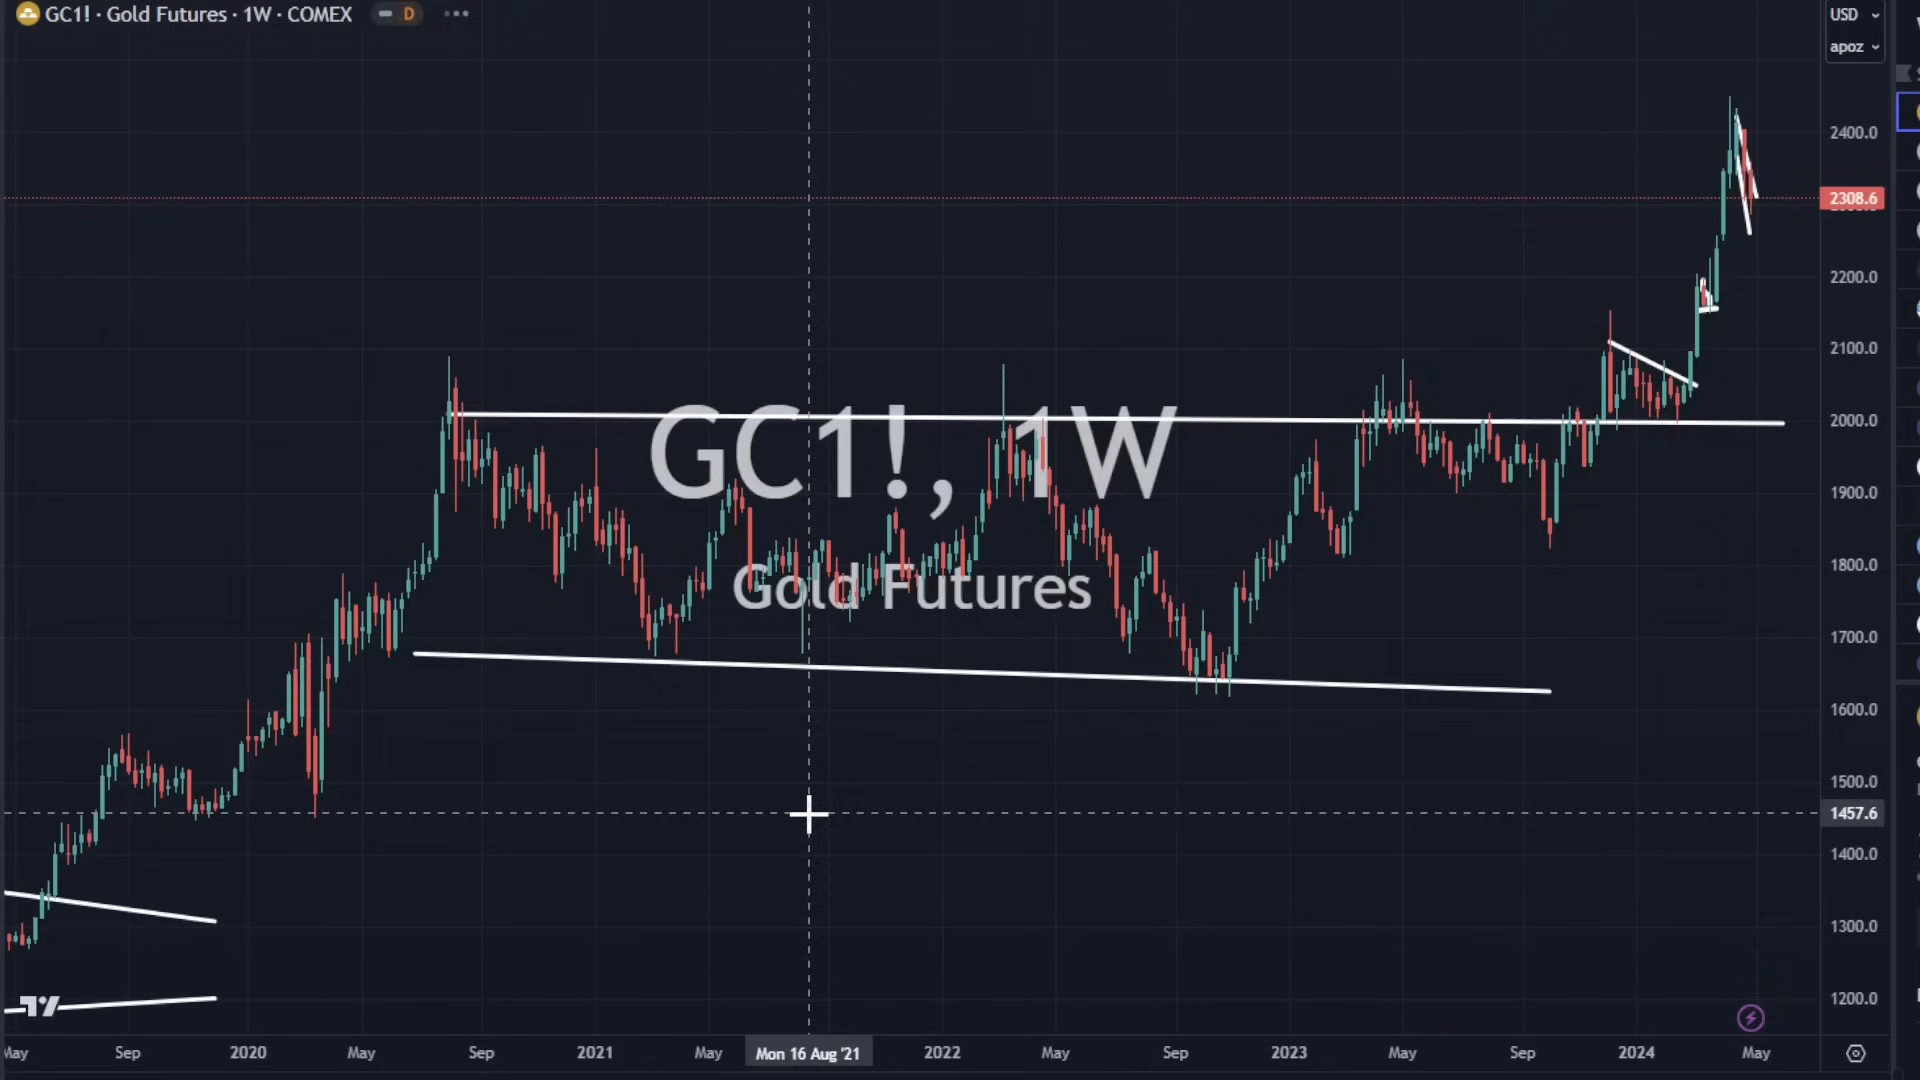 GC1! · Gold Futures · 1W · COMEX D
USD
apoz
2400.0
2308.6
2200.0
2100.0
2000.0
1900.0
1800.0
1700.0
1600.0
1500.0
1457.6
1400.0
1300.0
1200.0
GC1!, 1W
Gold Futures
May Sep 2020 May Sep 2021 May Mon 16 Aug '21 2022 May Sep 2023 May Sep 2024 May